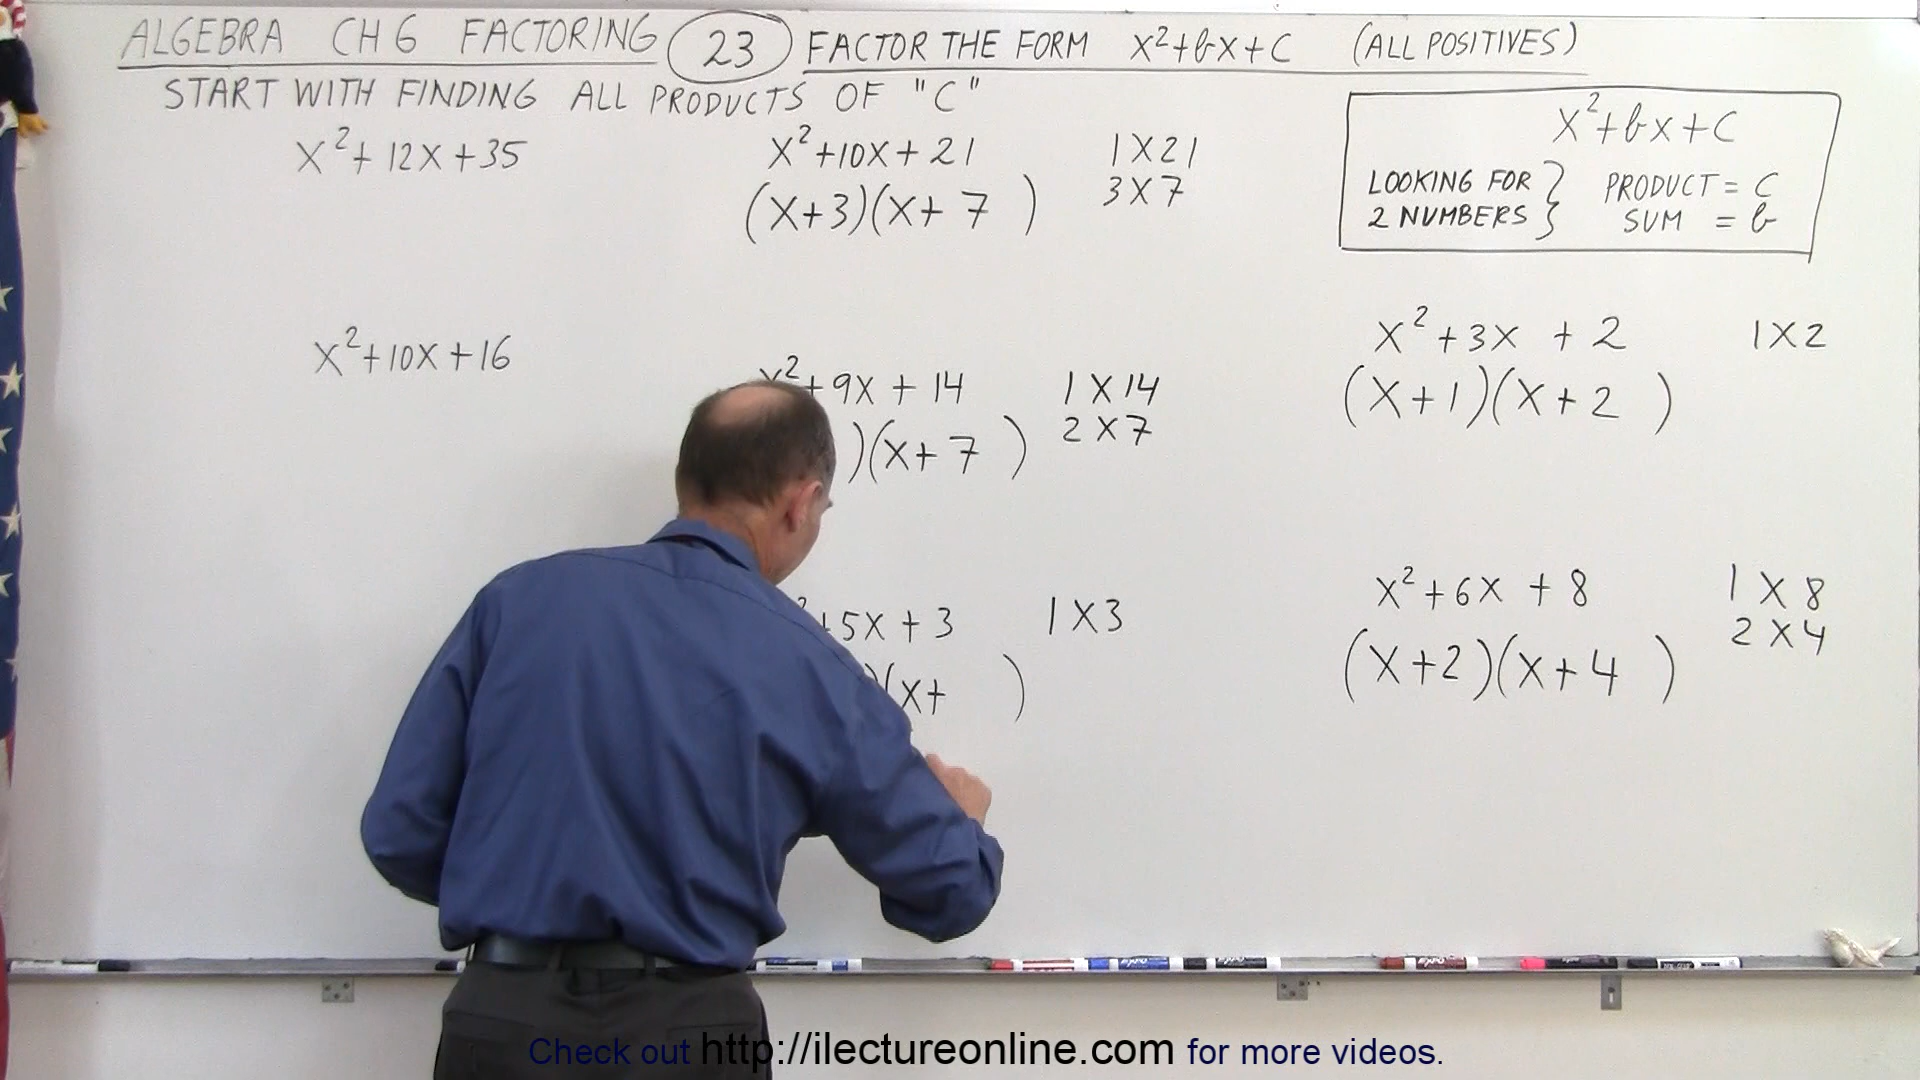 ALGEBRA CH 6 FACTORING 23 FACTOR THE FORM x²+bx+c (ALL POSITIVES)
START WITH FINDING ALL PRODUCTS OF "C"
x²+12x+35
x²+10x+16
x²+10x+21 1X21
(x+3)(x+7 ) 3X7
x²+9x+14 1X14
)(x+7 ) 2X7
²+5x+3 1X3
)(x+ )
x²+bx+c
LOOKING FOR } PRODUCT = C
2 NUMBERS } SUM = b
x²+3x+2 1X2
(x+1)(x+2 )
x²+6x+8 1X8
(x+2)(x+4 ) 2X4
Check out http://ilectureonline.com for more videos.